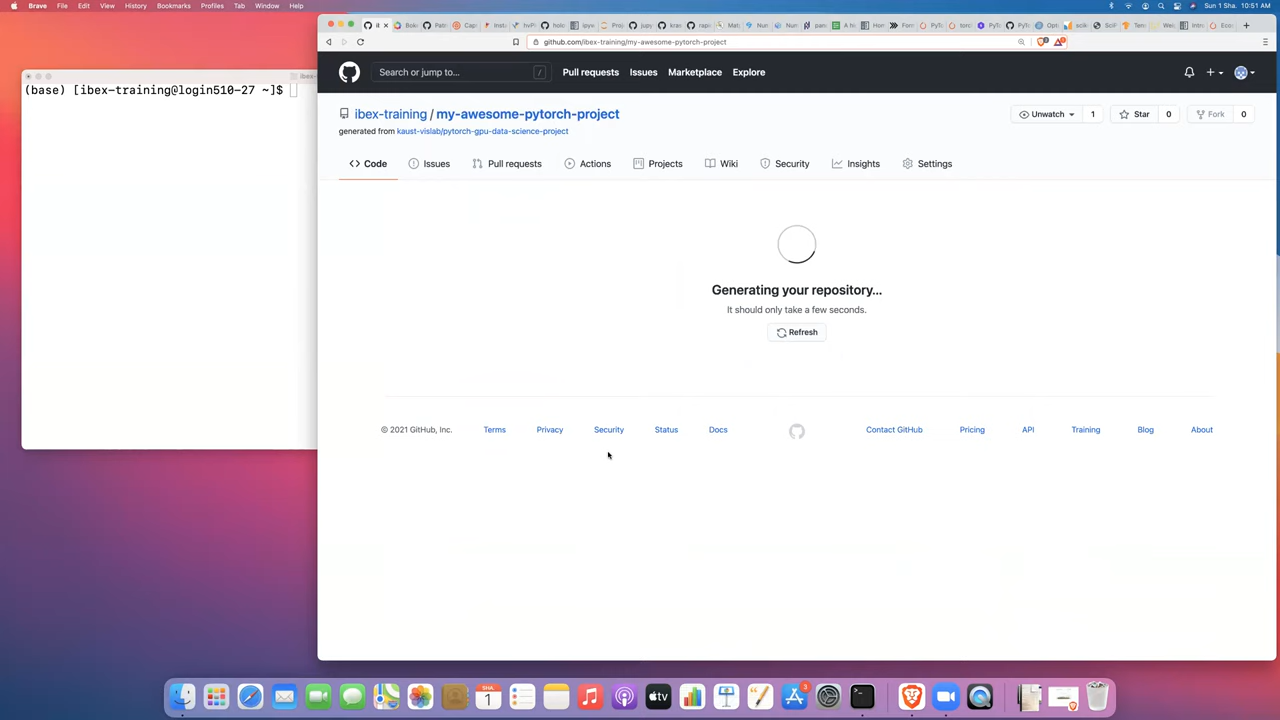 Brave File Edit View History Bookmarks Profiles Tab Window Help
Sun 1 Sha. 10:51 AM
(base) [ibex-training@login510-27 ~]$
github.com/ibex-training/my-awesome-pytorch-project
Search or jump to... /
Pull requests Issues Marketplace Explore
ibex-training / my-awesome-pytorch-project
generated from kaust-vislab/pytorch-gpu-data-science-project
Unwatch 1 Star 0 Fork 0
Code Issues Pull requests Actions Projects Wiki Security Insights Settings
Generating your repository...
It should only take a few seconds.
Refresh
© 2021 GitHub, Inc. Terms Privacy Security Status Docs Contact GitHub Pricing API Training Blog About
SHA
1
tv
3